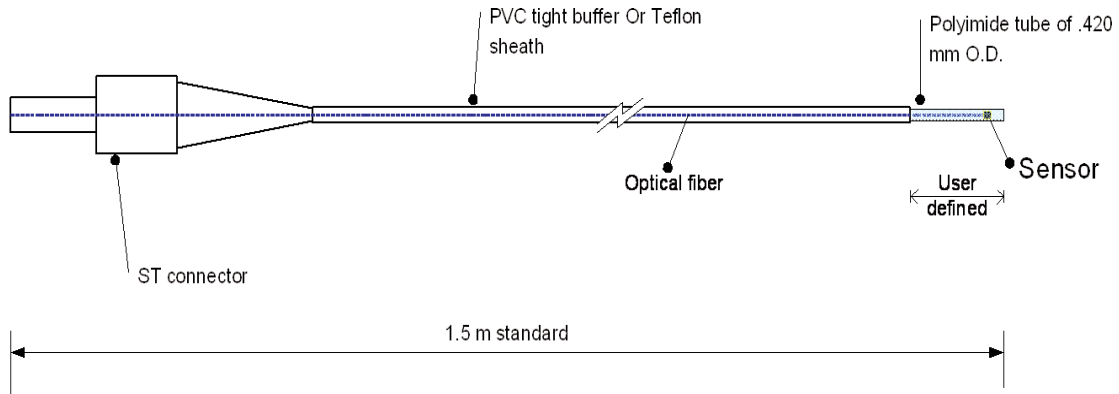 PVC tight buffer Or Teflon
sheath
Polyimide tube of .420
mm O.D.
Optical fiber
Sensor
User
defined
ST connector
1.5 m standard